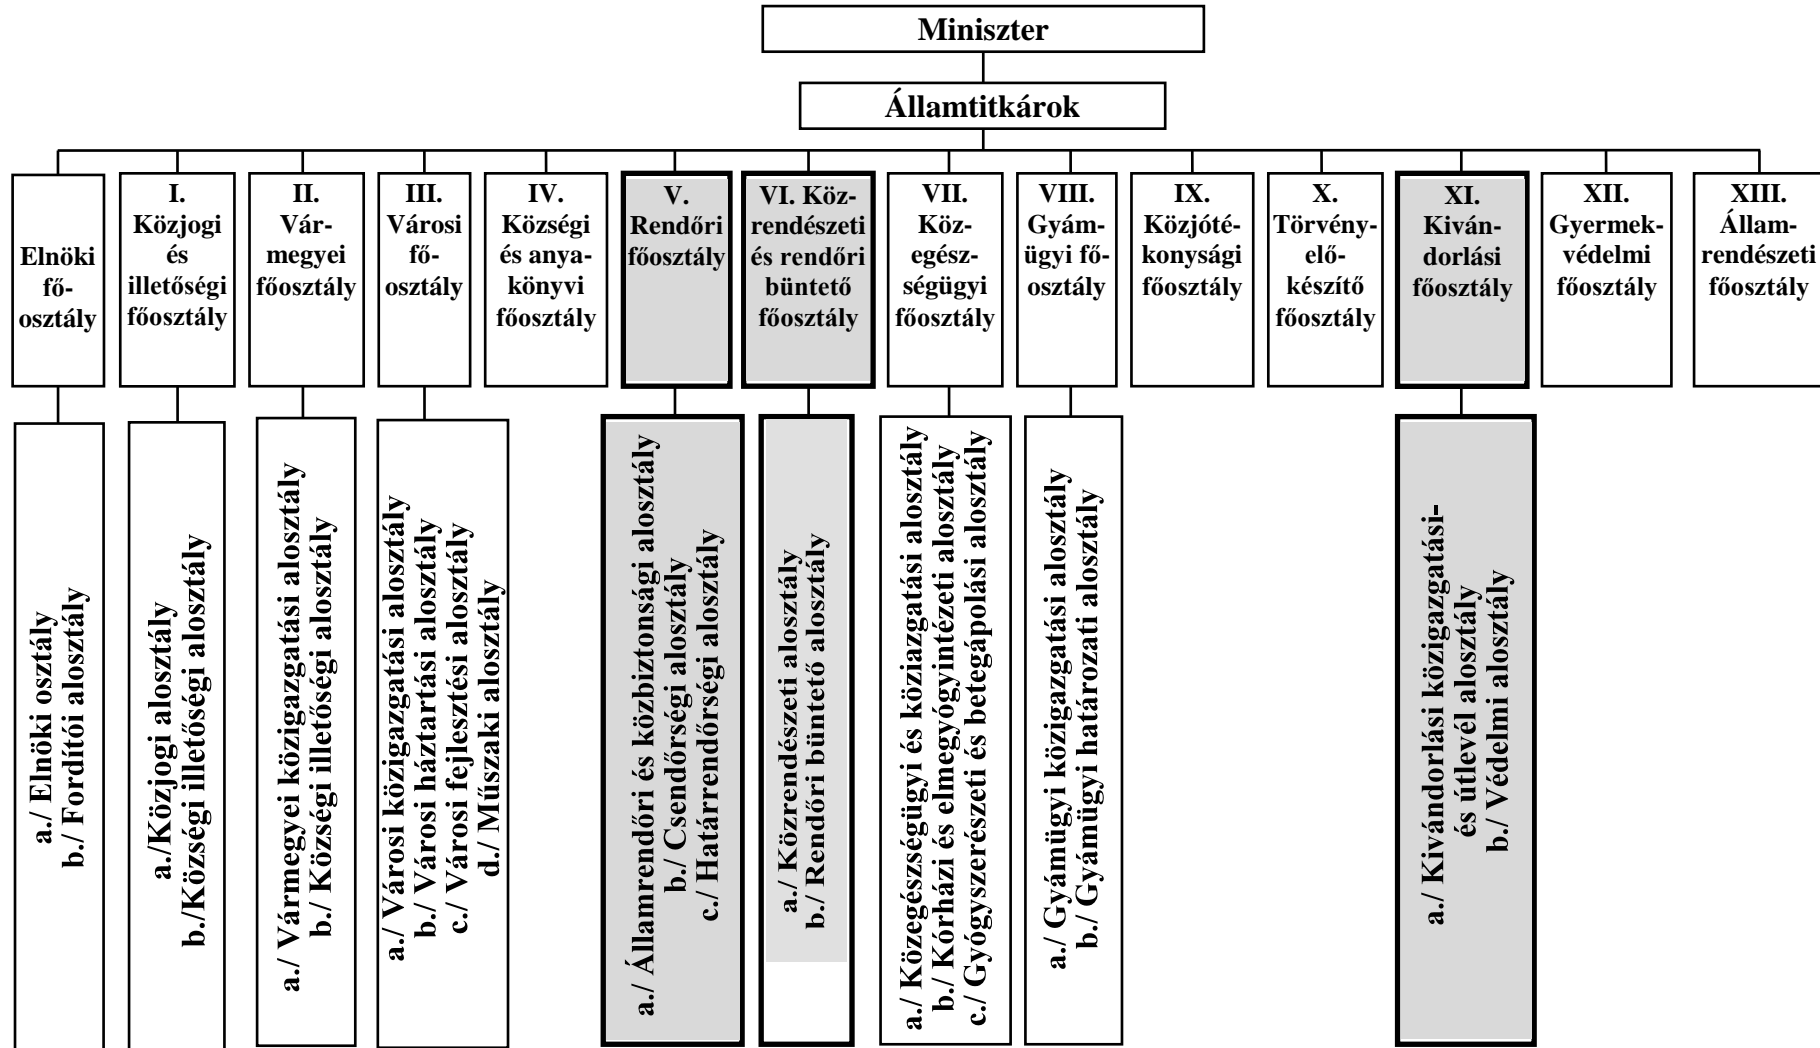 Miniszter
Államtitkárok
Elnöki
fő-
osztály
I.
Közjogi
és
illetőségi
főosztály
II.
Vár-
megyei
főosztály
III.
Városi
fő-
osztály
IV.
Községi
és anya-
könyvi
főosztály
V.
Rendőri
főosztály
VI. Köz-
rendészeti
és rendőri
büntető
főosztály
VII.
Köz-
egész-
ségügyi
főosztály
VIII.
Gyám-
ügyi fő-
osztály
IX.
Közjóté-
konysági
főosztály
X.
Törvény-
elő-
készítő
főosztály
XI.
Kiván-
dorlási
főosztály
XII.
Gyermek-
védelmi
főosztály
XIII.
Állam-
rendészeti
főosztály
a./ Elnöki osztály
b./ Fordítói alosztály
a./Közjogi alosztály
b./Községi illetőségi alosztály
a./ Vármegyei közigazgatási alosztály
b./ Községi illetőségi alosztály
a./ Városi közigazgatási alosztály
b./ Városi háztartási alosztály
c./ Városi fejlesztési alosztály
d./ Műszaki alosztály
a./ Államrendőri és közbiztonsági alosztály
b./ Csendőrségi alosztály
c./ Határrendőrségi alosztály
a./ Közrendészeti alosztály
b./ Rendőri büntető alosztály
a./ Közegészségügyi és köziazgatási alosztály
b./ Kórházi és elmegyógyintézeti alosztály
c./ Gyógyszerészeti és betegápolási alosztály
a./ Gyámügyi közigazgatási alosztály
b./ Gyámügyi határozati alosztály
a./ Kivándorlási közigazgatási-
és útlevél alosztály
b./ Védelmi alosztály